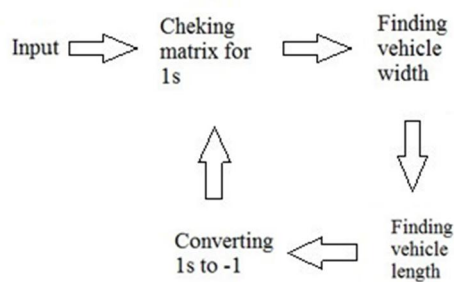 Input
Cheking
matrix for
1s
Finding
vehicle
width
Finding
vehicle
length
Converting
1s to -1